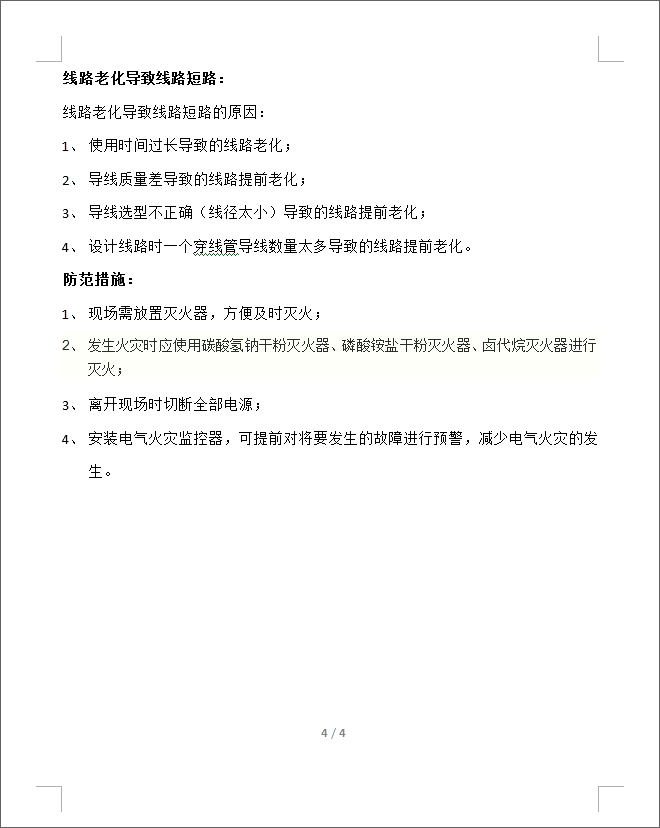 线路老化导致线路短路：
线路老化导致线路短路的原因：
1、 使用时间过长导致的线路老化；
2、 导线质量差导致的线路提前老化；
3、 导线选型不正确（线径太小）导致的线路提前老化；
4、 设计线路时一个穿线管导线数量太多导致的线路提前老化。
防范措施：
1、 现场需放置灭火器，方便及时灭火；
2、 发生火灾时应使用碳酸氢钠干粉灭火器、磷酸铵盐干粉灭火器、卤代烷灭火器进行
灭火；
3、 离开现场时切断全部电源；
4、 安装电气火灾监控器，可提前对将要发生的故障进行预警，减少电气火灾的发
生。
4 / 4